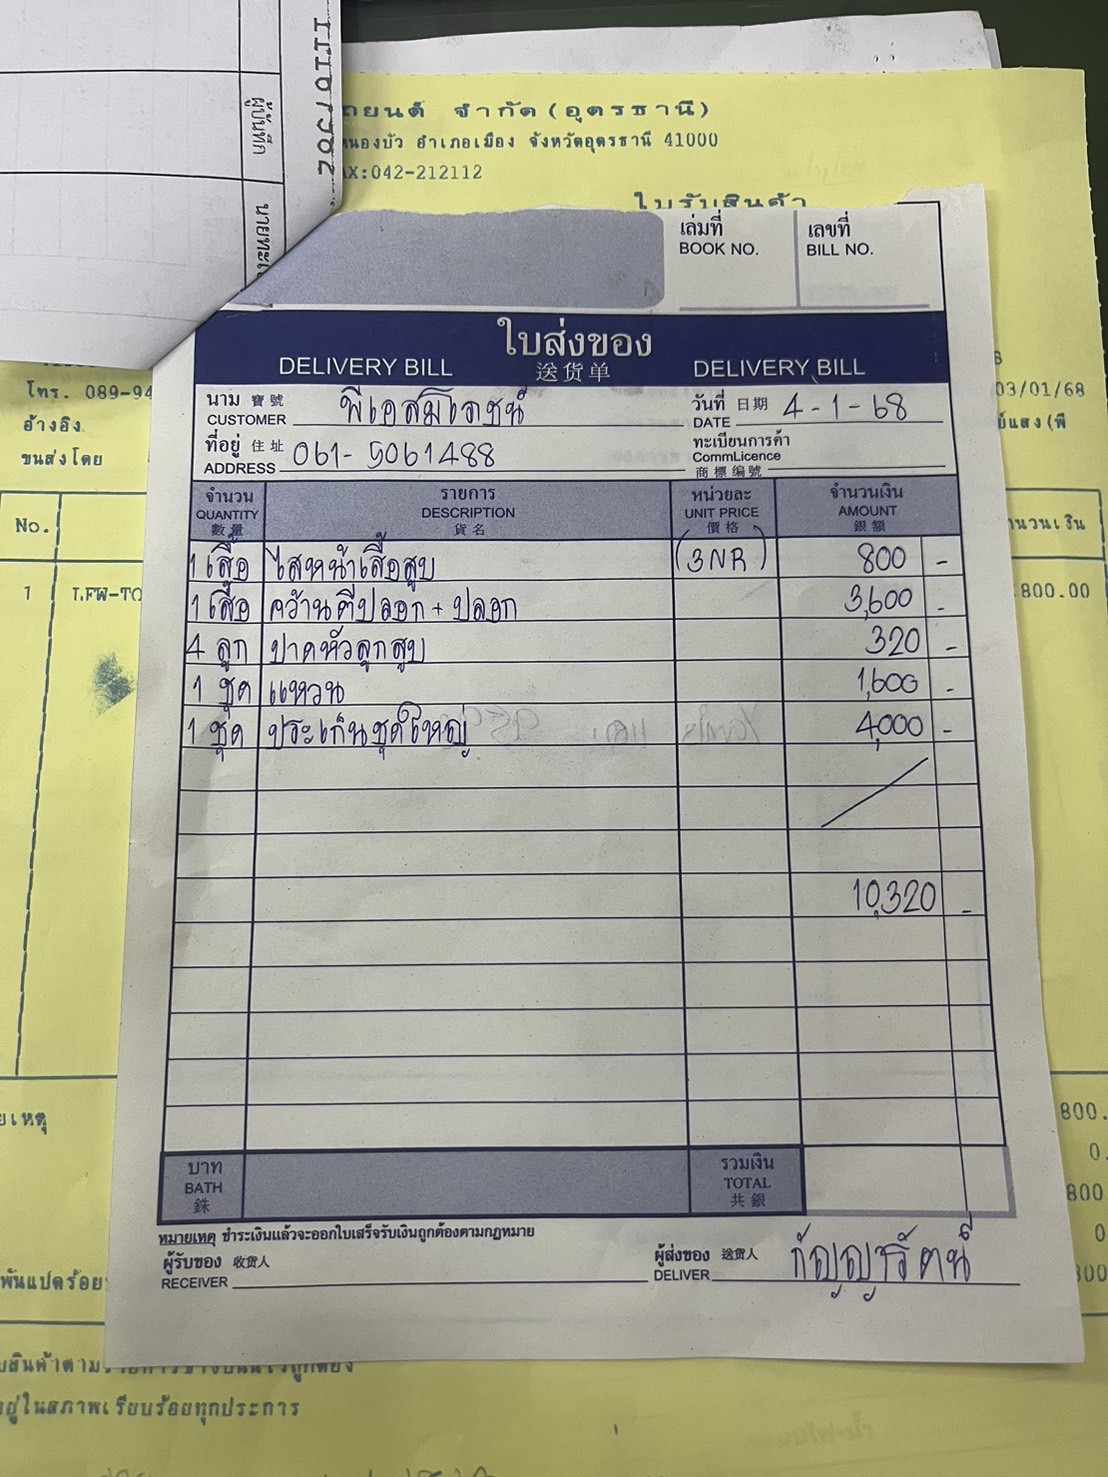 ถยนต์ จำกัด(อุดรธานี)
หนองบัว อำเภอเมือง จังหวัดอุดรธานี 41000
AX:042-212112
ใบรับสินค้า
ผู้บันทึก
เล่มที่ เลขที่
BOOK NO. BILL NO.
ใบส่งของ
DELIVERY BILL 送货单 DELIVERY BILL
นาม 寶號 พีเอสมิเอชน์ วันที่ 日期 4-1-68
CUSTOMER DATE
ที่อยู่ 住址 061-5061488 ทะเบียนการค้า
ADDRESS CommLicence
商標編號
โทร. 089-94
03/01/68
อ้างอิง
ขนส่งโดย
จำนวน รายการ หน่วยละ จำนวนเงิน
QUANTITY DESCRIPTION UNIT PRICE AMOUNT
數量 貨名 價格 銀額
No.
1 เสื้อ ไสหน้าเสื้อสูบ (3NR) 800 -
1 เสื้อ คว้านตีปลอก + ปลอก 3,600 -
4 ลูก ปาดหัวลูกสูบ 320 -
1 ชุด แหวน 1,600 -
1 ชุด ประเก็นชุดใหญ่ 4,000 -
10,320 -
1
800.00
บาท รวมเงิน
BATH TOTAL
銖 共銀
หมายเหตุ ชำระเงินแล้วจะออกใบเสร็จรับเงินถูกต้องตามกฎหมาย
ผู้รับของ 收货人 ผู้ส่งของ 送货人 กัญญารัตน์
RECEIVER DELIVER
ยเหตุ
800.
0.
800
พันแปดร้อย
บสินค้าตาม
อยู่ในสภาพเรียบร้อยทุกประการ